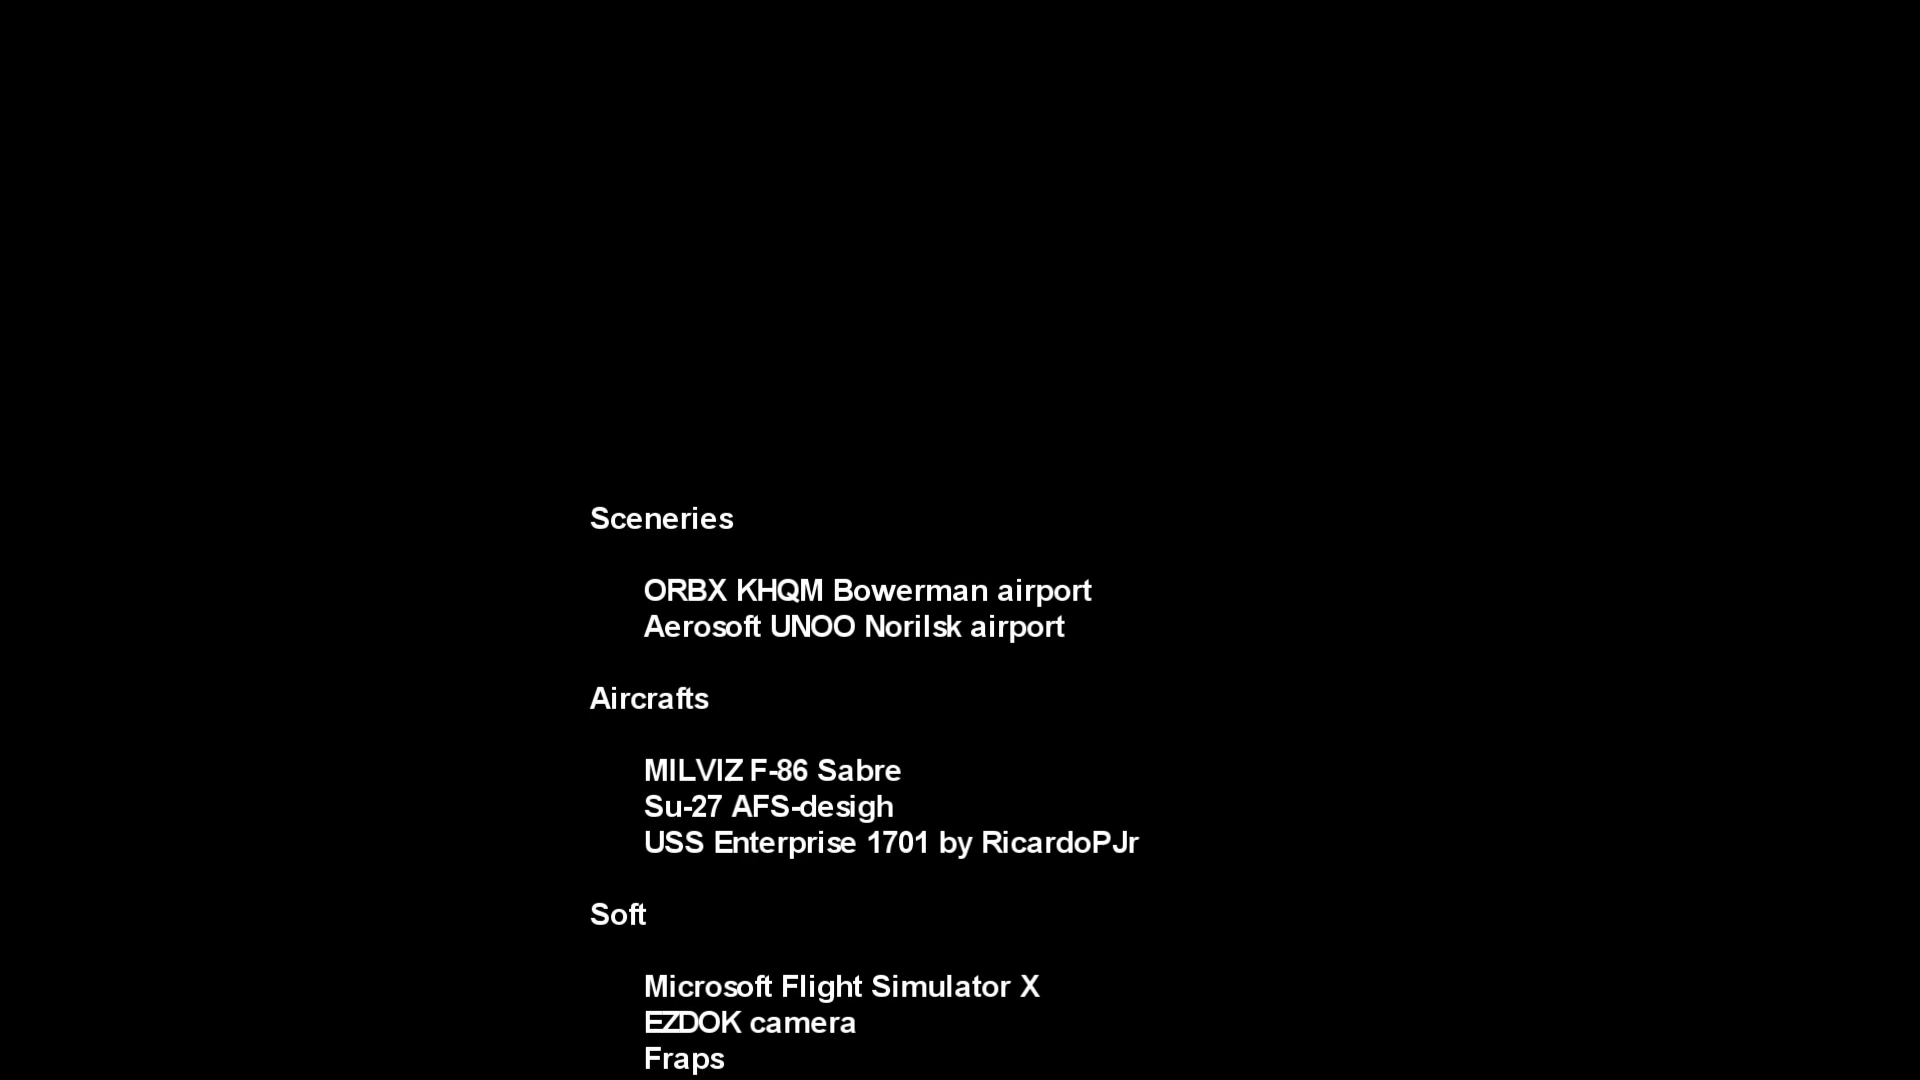 Sceneries
ORBX KHQM Bowerman airport
Aerosoft UNOO Norilsk airport
Aircrafts
MILVIZ F-86 Sabre
Su-27 AFS-desigh
USS Enterprise 1701 by RicardoPJr
Soft
Microsoft Flight Simulator X
EZDOK camera
Fraps